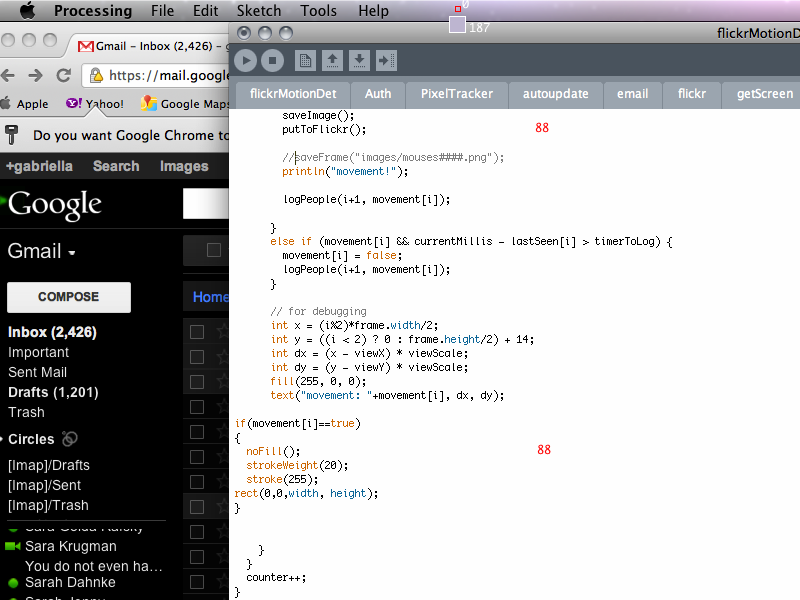 Processing File Edit Sketch Tools Help
0
187
flickrMotionD
Gmail – Inbox (2,426) – g
https://mail.google
Apple Yahoo! Google Maps
Do you want Google Chrome to
+gabriella Search Images
Google
Gmail
COMPOSE
Home
Inbox (2,426)
Important
Sent Mail
Drafts (1,201)
Trash
Circles
[Imap]/Drafts
[Imap]/Sent
[Imap]/Trash
Sara Golda Rafsky
Sara Krugman
You do not even ha...
Sarah Dahnke
flickrMotionDet Auth PixelTracker autoupdate email flickr getScreen
saveImage();
putToFlickr();
88
//saveFrame("images/mouses####.png");
println("movement!");
logPeople(i+1, movement[i]);
}
else if (movement[i] && currentMillis - lastSeen[i] > timerToLog) {
movement[i] = false;
logPeople(i+1, movement[i]);
}
// for debugging
int x = (i%2)*frame.width/2;
int y = ((i < 2) ? 0 : frame.height/2) + 14;
int dx = (x - viewX) * viewScale;
int dy = (y - viewY) * viewScale;
fill(255, 0, 0);
text("movement: "+movement[i], dx, dy);
if(movement[i]==true)
{
noFill();
88
strokeWeight(20);
stroke(255);
rect(0,0,width, height);
}
}
}
counter++;
}